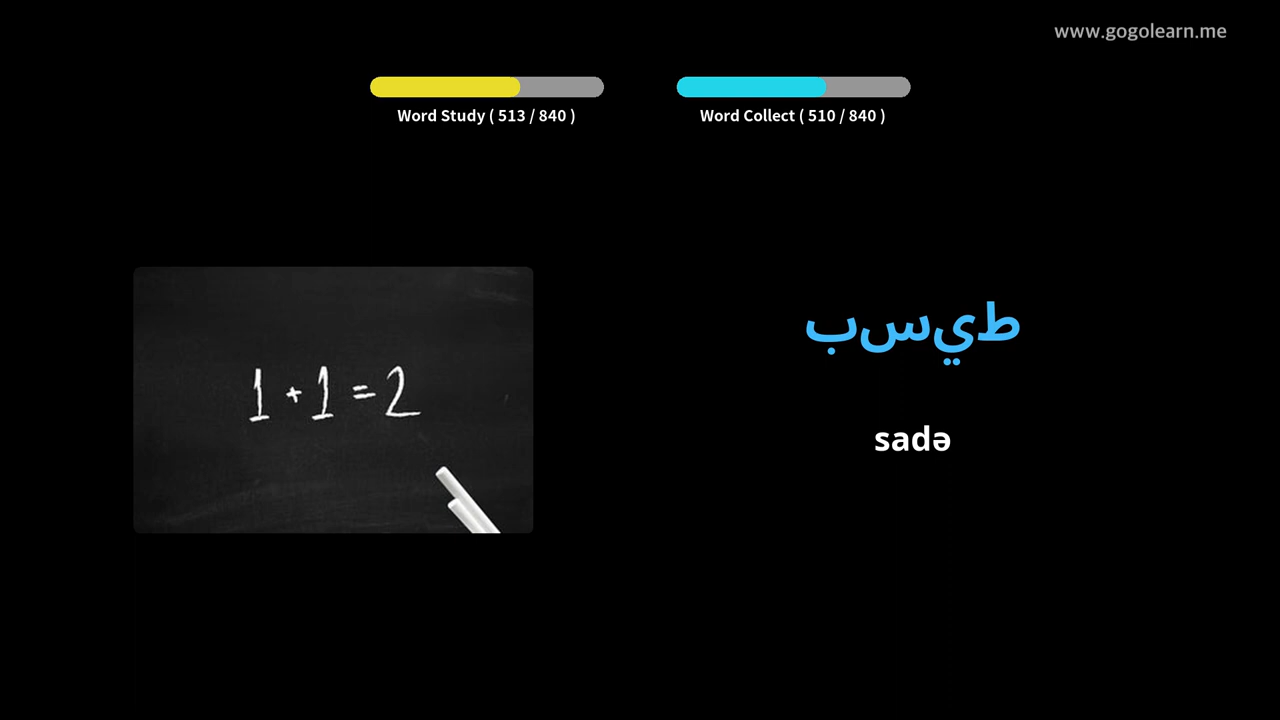 www.gogolearn.me
Word Study ( 513 / 840 )
Word Collect ( 510 / 840 )
1 + 1 = 2
بسيط
sadə